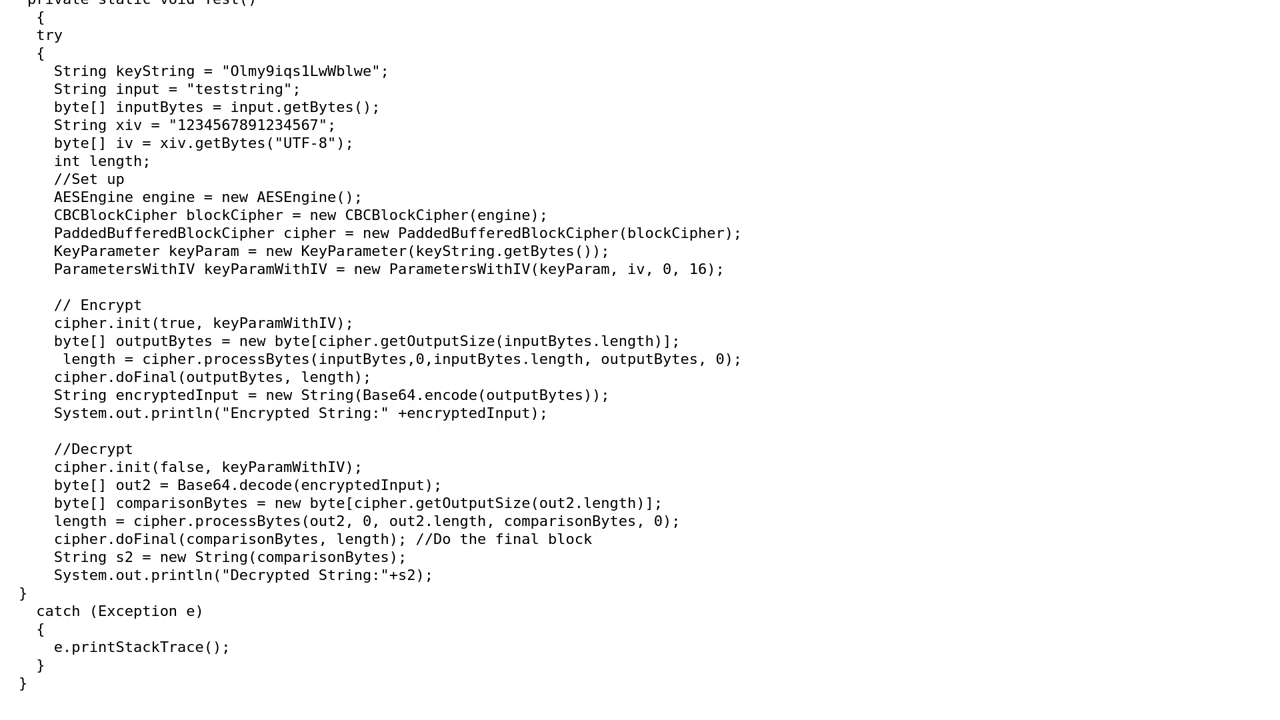 private static void Test()
{
try
{
String keyString = "Olmy9iqs1LwWblwe";
String input = "teststring";
byte[] inputBytes = input.getBytes();
String xiv = "1234567891234567";
byte[] iv = xiv.getBytes("UTF-8");
int length;
//Set up
AESEngine engine = new AESEngine();
CBCBlockCipher blockCipher = new CBCBlockCipher(engine);
PaddedBufferedBlockCipher cipher = new PaddedBufferedBlockCipher(blockCipher);
KeyParameter keyParam = new KeyParameter(keyString.getBytes());
ParametersWithIV keyParamWithIV = new ParametersWithIV(keyParam, iv, 0, 16);
// Encrypt
cipher.init(true, keyParamWithIV);
byte[] outputBytes = new byte[cipher.getOutputSize(inputBytes.length)];
length = cipher.processBytes(inputBytes,0,inputBytes.length, outputBytes, 0);
cipher.doFinal(outputBytes, length);
String encryptedInput = new String(Base64.encode(outputBytes));
System.out.println("Encrypted String:" +encryptedInput);
//Decrypt
cipher.init(false, keyParamWithIV);
byte[] out2 = Base64.decode(encryptedInput);
byte[] comparisonBytes = new byte[cipher.getOutputSize(out2.length)];
length = cipher.processBytes(out2, 0, out2.length, comparisonBytes, 0);
cipher.doFinal(comparisonBytes, length); //Do the final block
String s2 = new String(comparisonBytes);
System.out.println("Decrypted String:"+s2);
}
catch (Exception e)
{
e.printStackTrace();
}
}